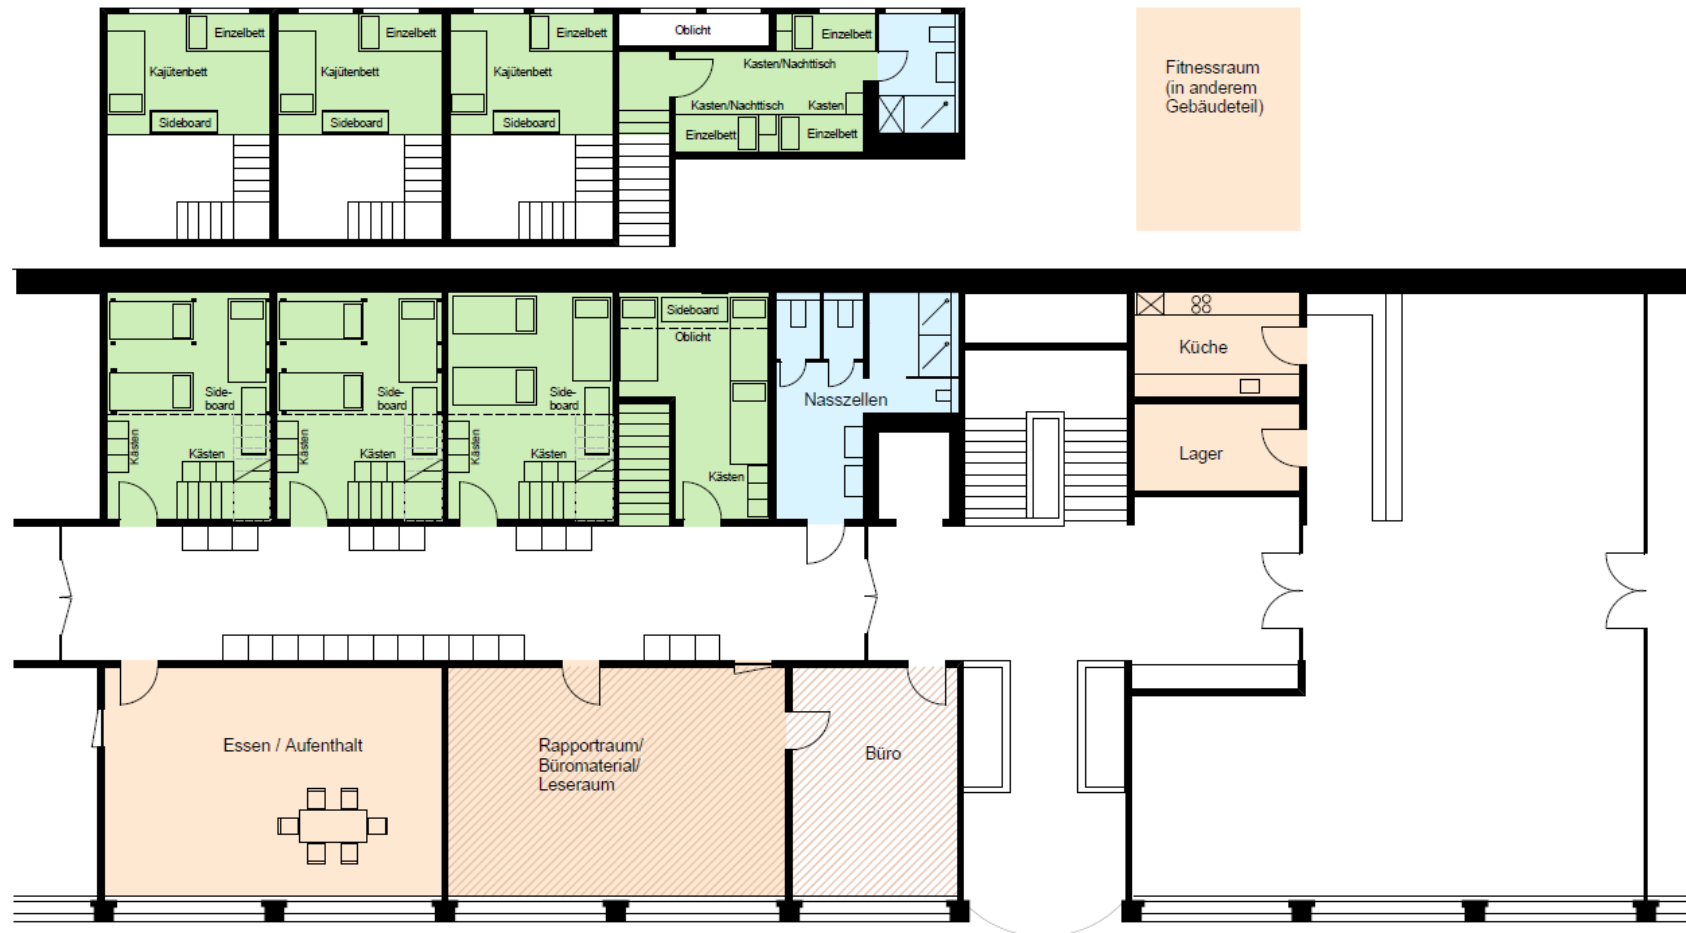 Einzelbett
Einzelbett
Einzelbett
Oblicht
Einzelbett
Kajütenbett
Kajütenbett
Kajütenbett
Kasten/Nachttisch
Fitnessraum
(in anderem
Gebäudeteil)
Kasten/Nachttisch
Kasten
Sideboard
Sideboard
Sideboard
Einzelbett
Einzelbett
Sideboard
Oblicht
Küche
Side-
board
Side-
board
Side-
board
Nasszellen
Kästen
Kästen
Kästen
Kästen
Kästen
Kästen
Lager
Kästen
Essen / Aufenthalt
Rapportraum/
Büromaterial/
Leseraum
Büro